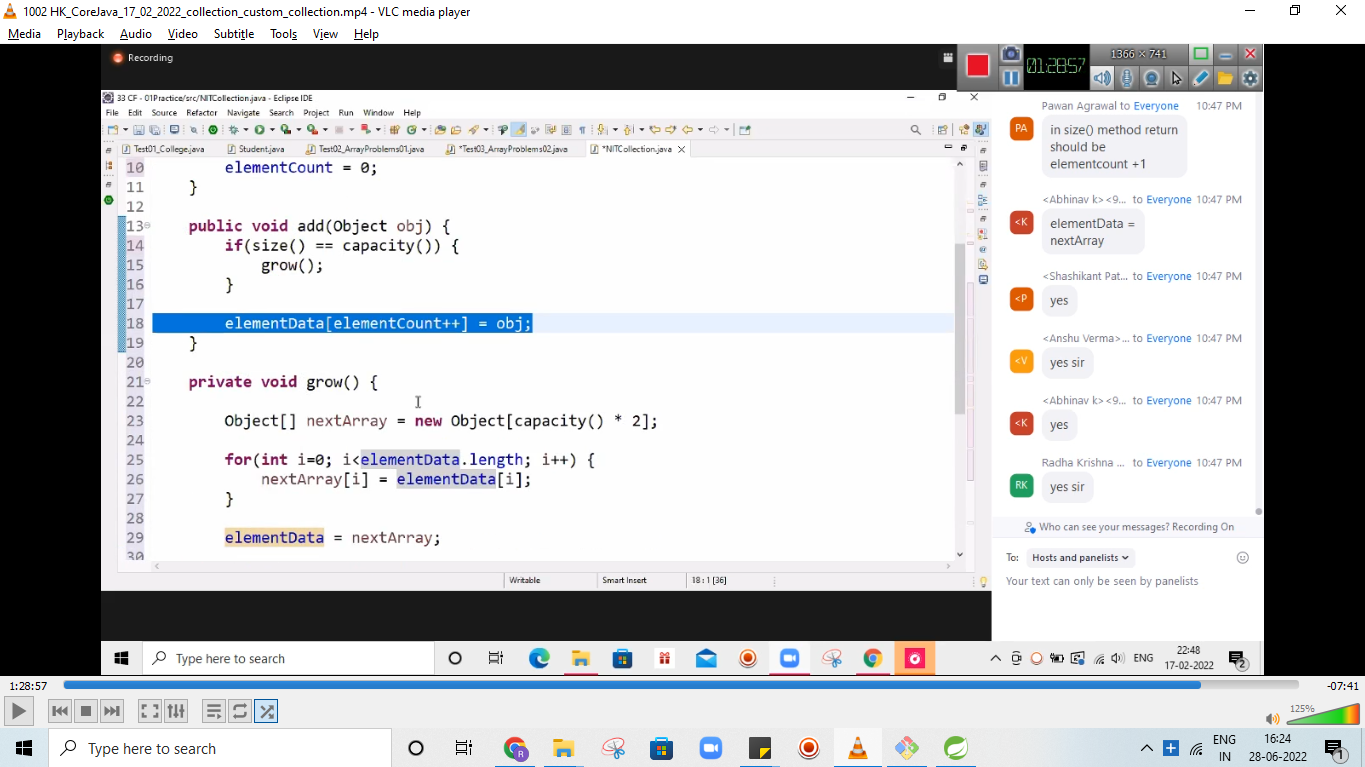 1002 HK_CoreJava_17_02_2022_collection_custom_collection.mp4 - VLC media player
Media Playback Audio Video Subtitle Tools View Help
Recording
1366 × 741
01:28:57
33 CF - 01Practice/src/NITCollection.java - Eclipse IDE
File Edit Source Refactor Navigate Search Project Run Window Help
Test01_College.java Student.java Test02_ArrayProblems01.java *Test03_ArrayProblems02.java *NITCollection.java
10 elementCount = 0;
11 }
12
13 public void add(Object obj) {
14 if(size() == capacity()) {
15 grow();
16 }
17
18 elementData[elementCount++] = obj;
19 }
20
21 private void grow() {
22
23 Object[] nextArray = new Object[capacity() * 2];
24
25 for(int i=0; i<elementData.length; i++) {
26 nextArray[i] = elementData[i];
27 }
28
29 elementData = nextArray;
30
Writable Smart Insert 18 : 1 [36]
Pawan Agrawal to Everyone 10:47 PM
PA
in size() method return
should be
elementcount +1
<Abhinav k><9... to Everyone 10:47 PM
<K
elementData =
nextArray
<Shashikant Pat... to Everyone 10:47 PM
<P
yes
<Anshu Verma>... to Everyone 10:47 PM
<V
yes sir
<Abhinav k><9... to Everyone 10:47 PM
<K
yes
Radha Krishna ... to Everyone 10:47 PM
RK
yes sir
Who can see your messages? Recording On
To: Hosts and panelists
Your text can only be seen by panelists
Type here to search
ENG
22:48
17-02-2022
2
1:28:57
-07:41
125%
Type here to search
R
ENG
IN
16:24
28-06-2022
1